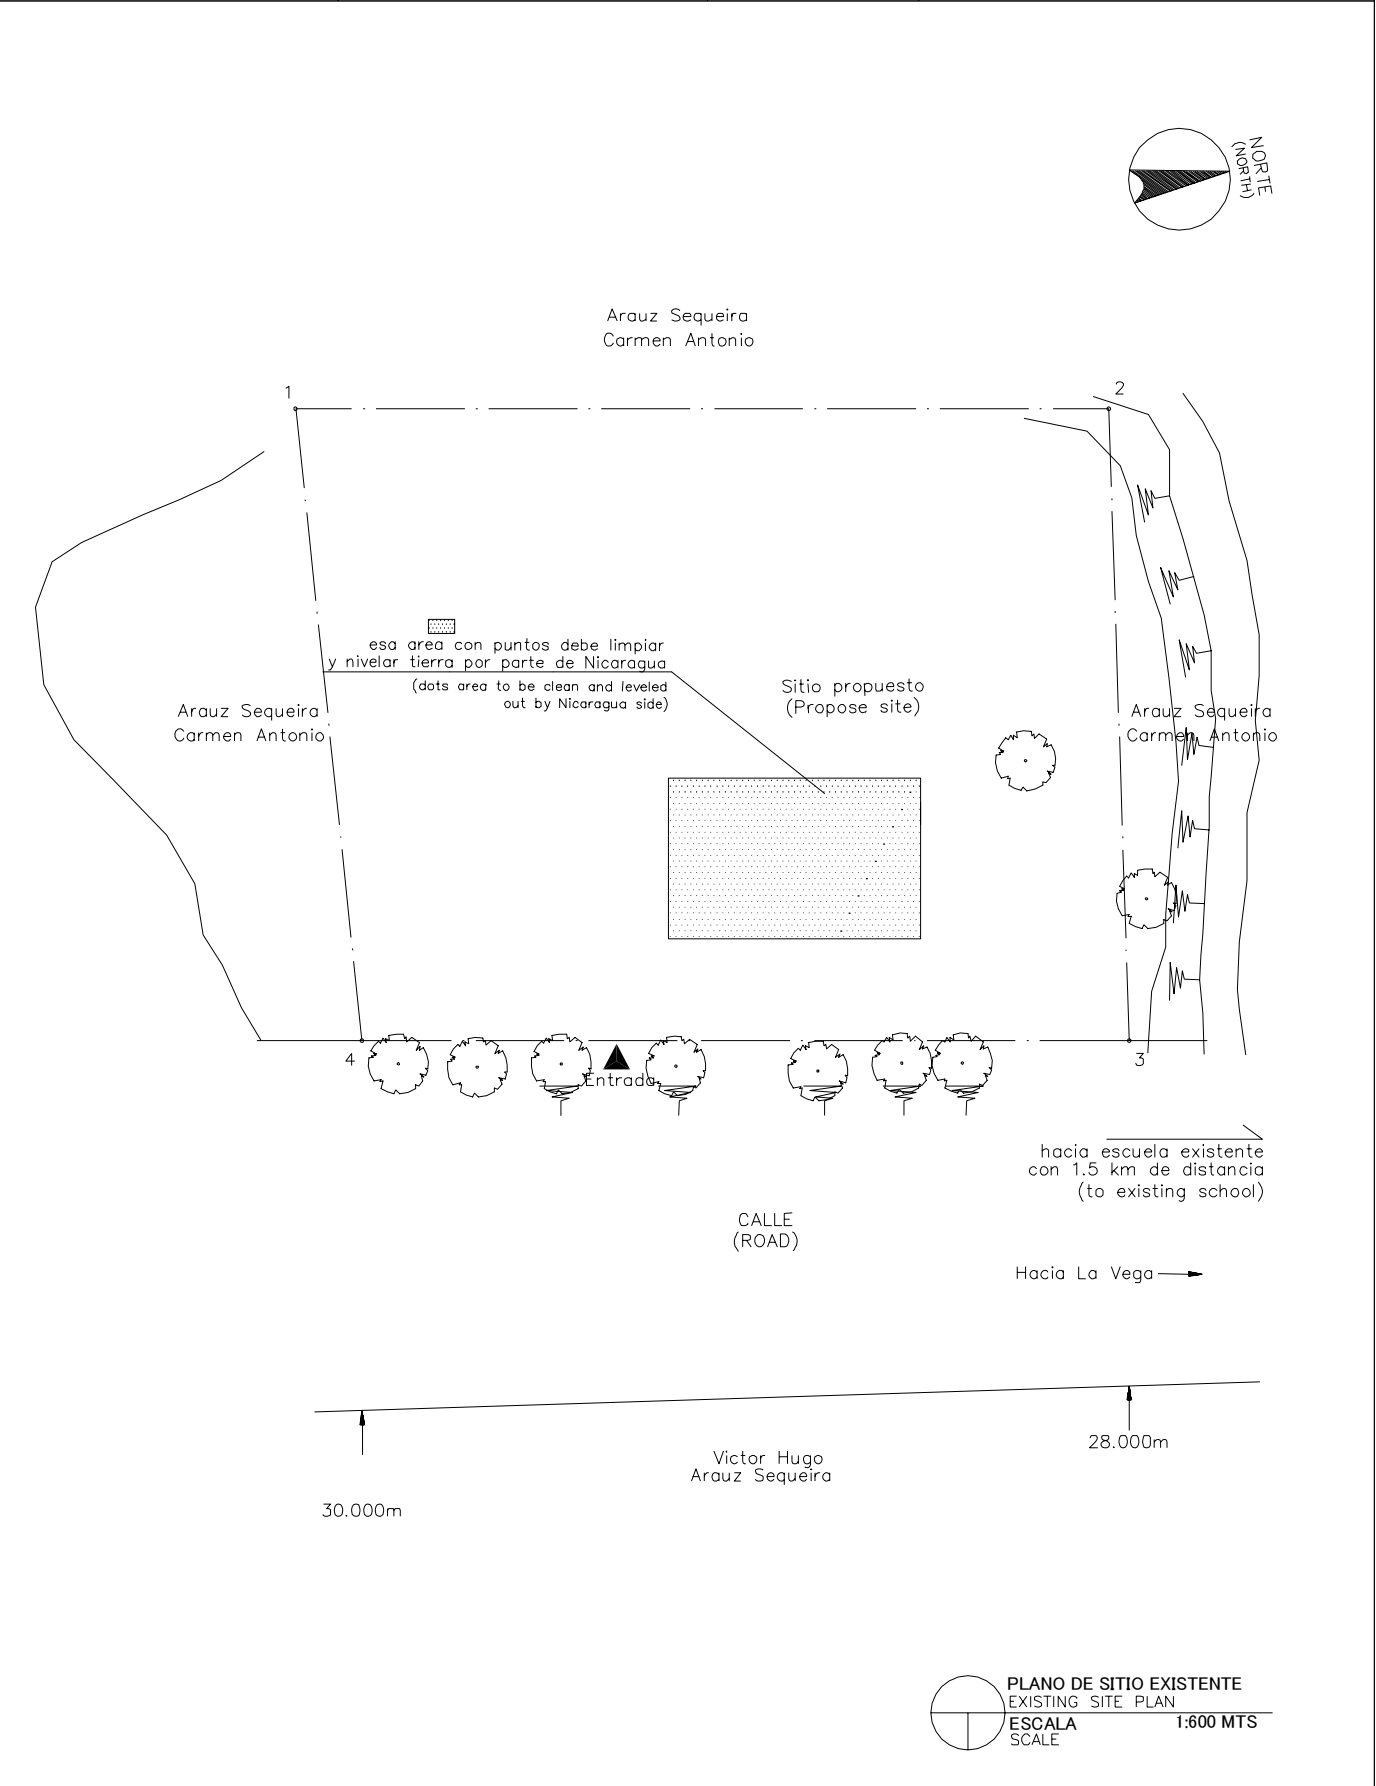 NORTE
(NORTH)
Arauz Sequeira
Carmen Antonio
1
2
esa area con puntos debe limpiar
y nivelar tierra por parte de Nicaragua
(dots area to be clean and leveled
out by Nicaragua side)
Sitio propuesto
(Propose site)
Arauz Sequeira
Carmen Antonio
Arauz Sequeira
Carmen Antonio
4
Entrada
3
hacia escuela existente
con 1.5 km de distancia
(to existing school)
CALLE
(ROAD)
Hacia La Vega
28.000m
Victor Hugo
Arauz Sequeira
30.000m
PLANO DE SITIO EXISTENTE
EXISTING SITE PLAN
ESCALA 1:600 MTS
SCALE